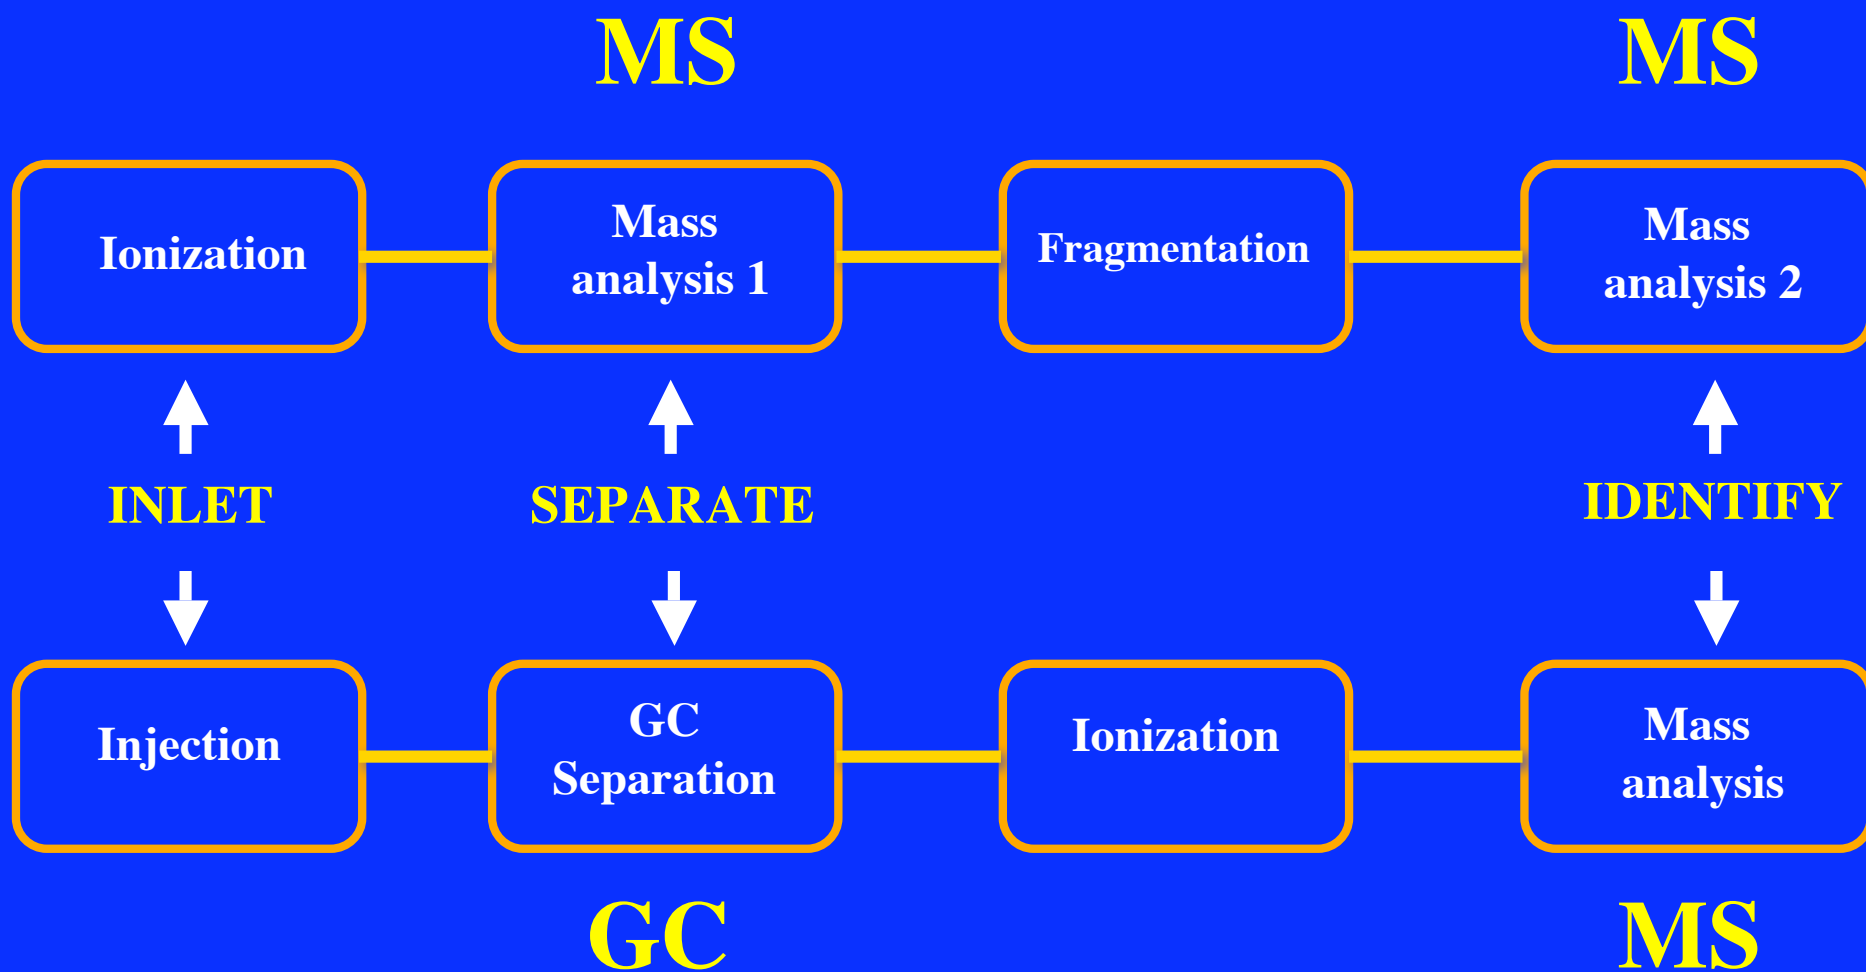 MS
MS
Ionization
Mass
analysis 1
Fragmentation
Mass
analysis 2
INLET
SEPARATE
IDENTIFY
Injection
GC
Separation
Ionization
Mass
analysis
GC
MS